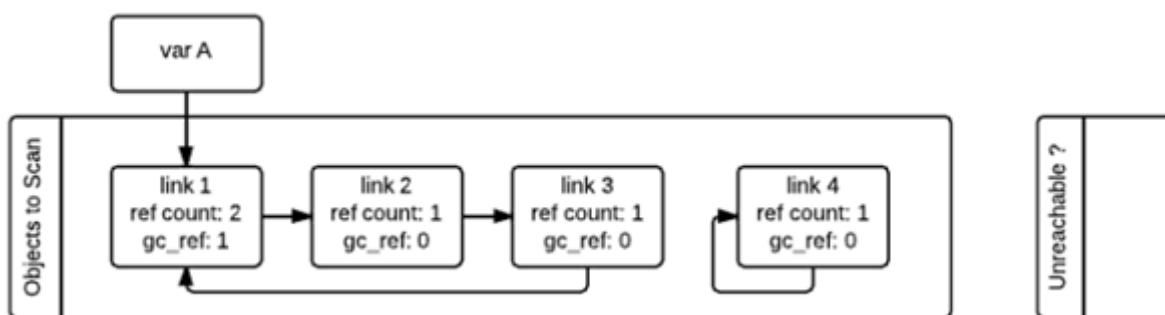 var A
Objects to Scan
link 1
ref count: 2
gc_ref: 1
link 2
ref count: 1
gc_ref: 0
link 3
ref count: 1
gc_ref: 0
link 4
ref count: 1
gc_ref: 0
Unreachable ?